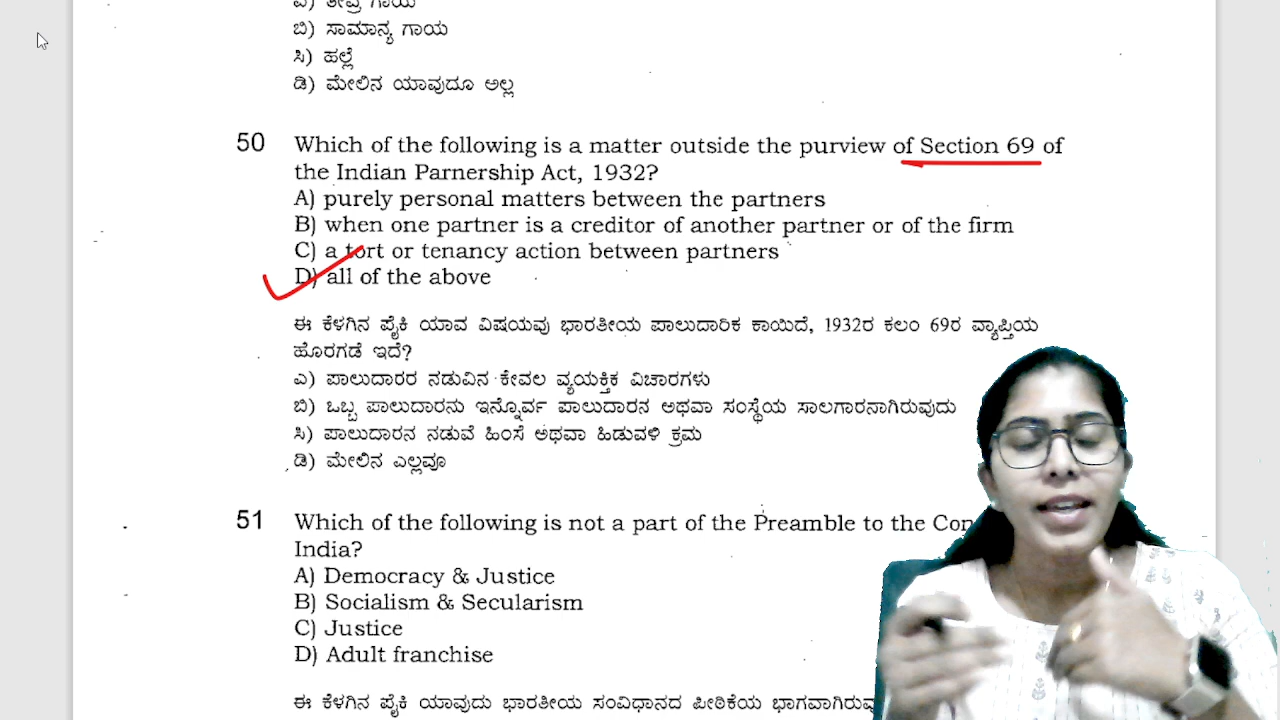 ಎ) ತೀವ್ರ ಗಾಯ
ಬಿ) ಸಾಮಾನ್ಯ ಗಾಯ
ಸಿ) ಹಲ್ಲೆ
ಡಿ) ಮೇಲಿನ ಯಾವುದೂ ಅಲ್ಲ
50 Which of the following is a matter outside the purview of Section 69 of
the Indian Parnership Act, 1932?
A) purely personal matters between the partners
B) when one partner is a creditor of another partner or of the firm
C) a tort or tenancy action between partners
D) all of the above
ಈ ಕೆಳಗಿನ ಪೈಕಿ ಯಾವ ವಿಷಯವು ಭಾರತೀಯ ಪಾಲುದಾರಿಕ ಕಾಯಿದೆ, 1932ರ ಕಲಂ 69ರ ವ್ಯಾಪ್ತಿಯ
ಹೊರಗಡೆ ಇದೆ?
ಎ) ಪಾಲುದಾರರ ನಡುವಿನ ಕೇವಲ ವ್ಯಯಕ್ತಿಕ ವಿಚಾರಗಳು
ಬಿ) ಒಬ್ಬ ಪಾಲುದಾರನು ಇನ್ನೊರ್ವ ಪಾಲುದಾರನ ಅಥವಾ ಸಂಸ್ಥೆಯ ಸಾಲಗಾರನಾಗಿರುವುದು
ಸಿ) ಪಾಲುದಾರನ ನಡುವೆ ಹಿಂಸೆ ಅಥವಾ ಹಿಡುವಳಿ ಕ್ರಮ
ಡಿ) ಮೇಲಿನ ಎಲ್ಲವೂ
51 Which of the following is not a part of the Preamble to the Con
India?
A) Democracy & Justice
B) Socialism & Secularism
C) Justice
D) Adult franchise
ಈ ಕೆಳಗಿನ ಪೈಕಿ ಯಾವುದು ಭಾರತೀಯ ಸಂವಿಧಾನದ ಪೀಠಿಕೆಯ